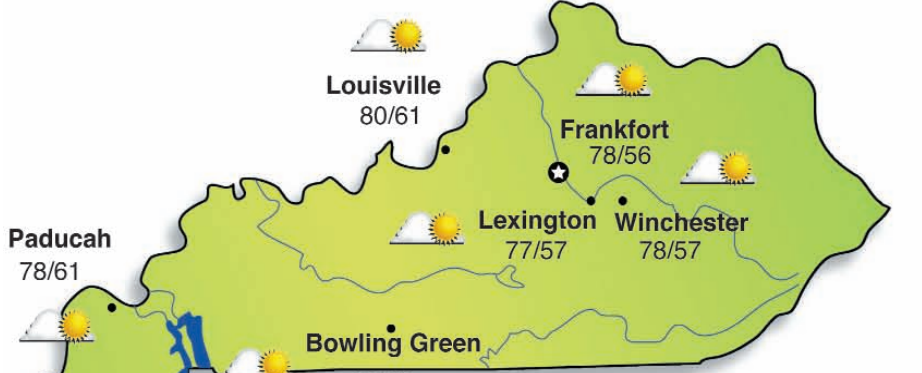 Louisville
80/61
Frankfort
78/56
Lexington
77/57
Winchester
78/57
Paducah
78/61
Bowling Green